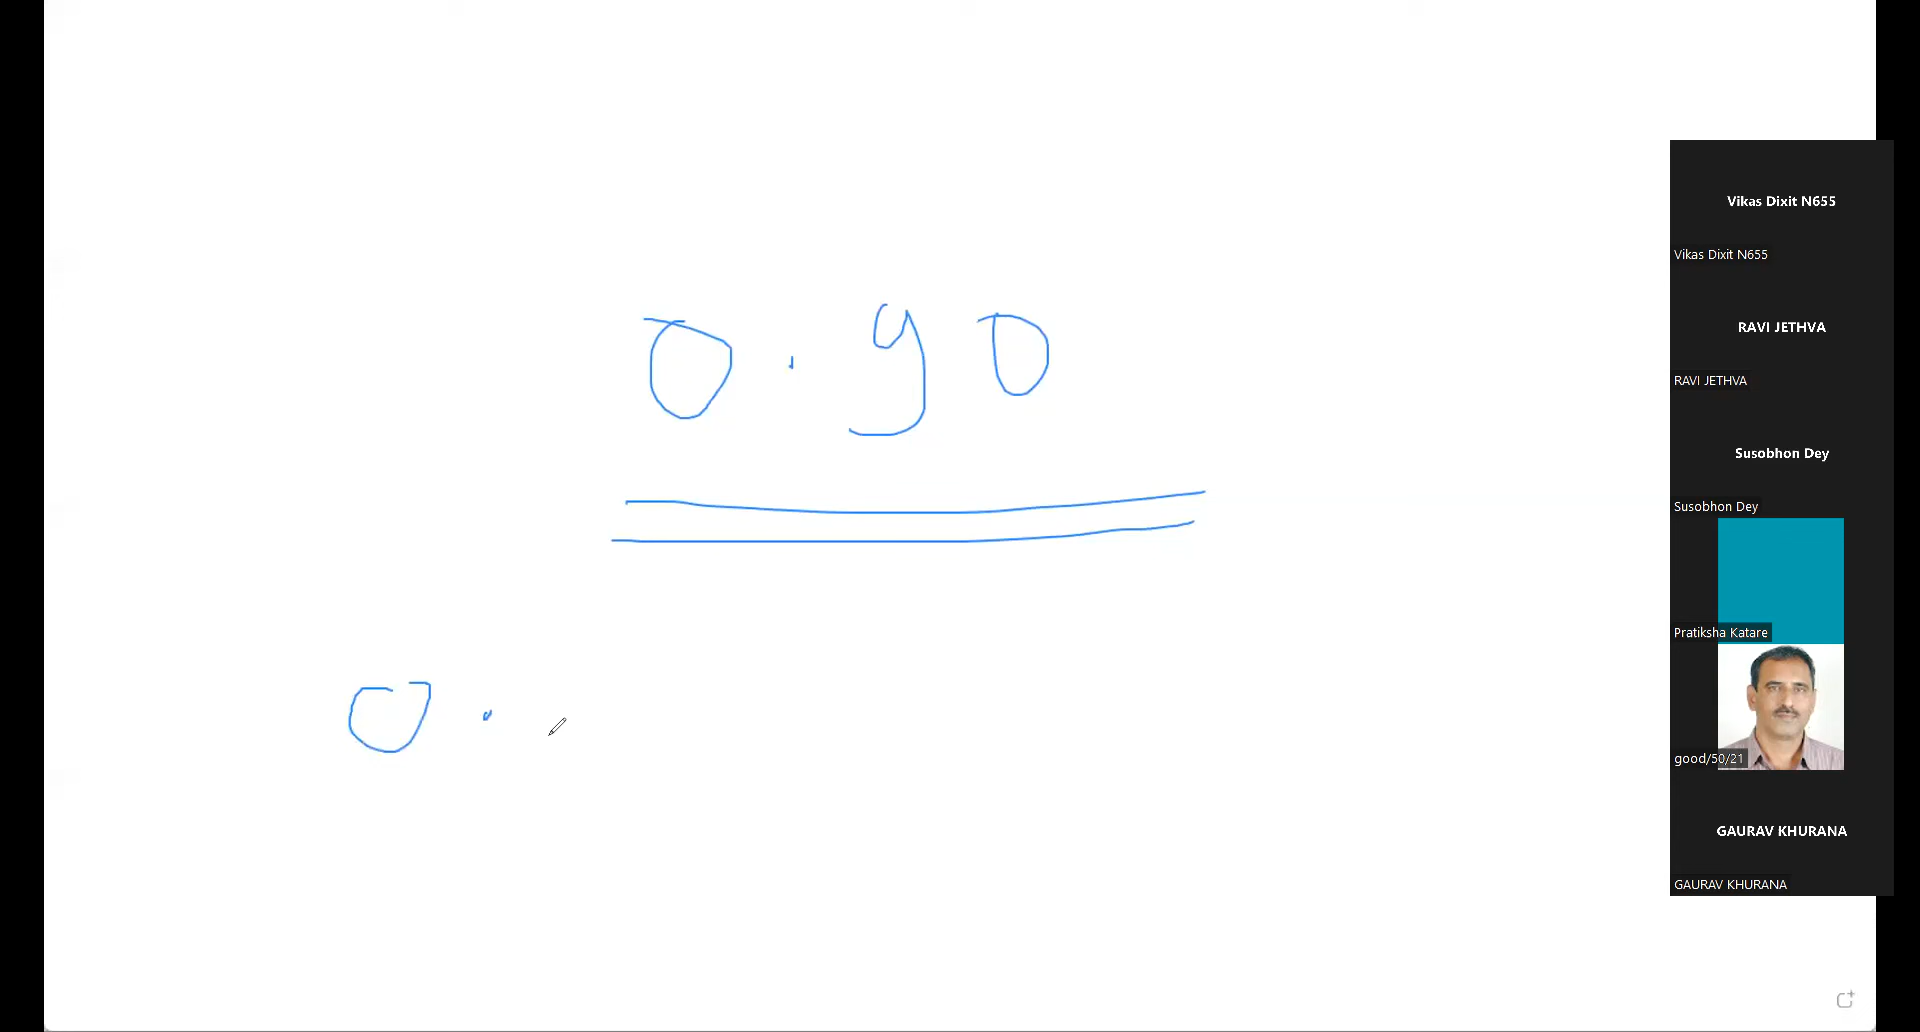 0.90
0.
Vikas Dixit N655
Vikas Dixit N655
RAVI JETHVA
RAVI JETHVA
Susobhon Dey
Susobhon Dey
Pratiksha Katare
good/50/21
GAURAV KHURANA
GAURAV KHURANA